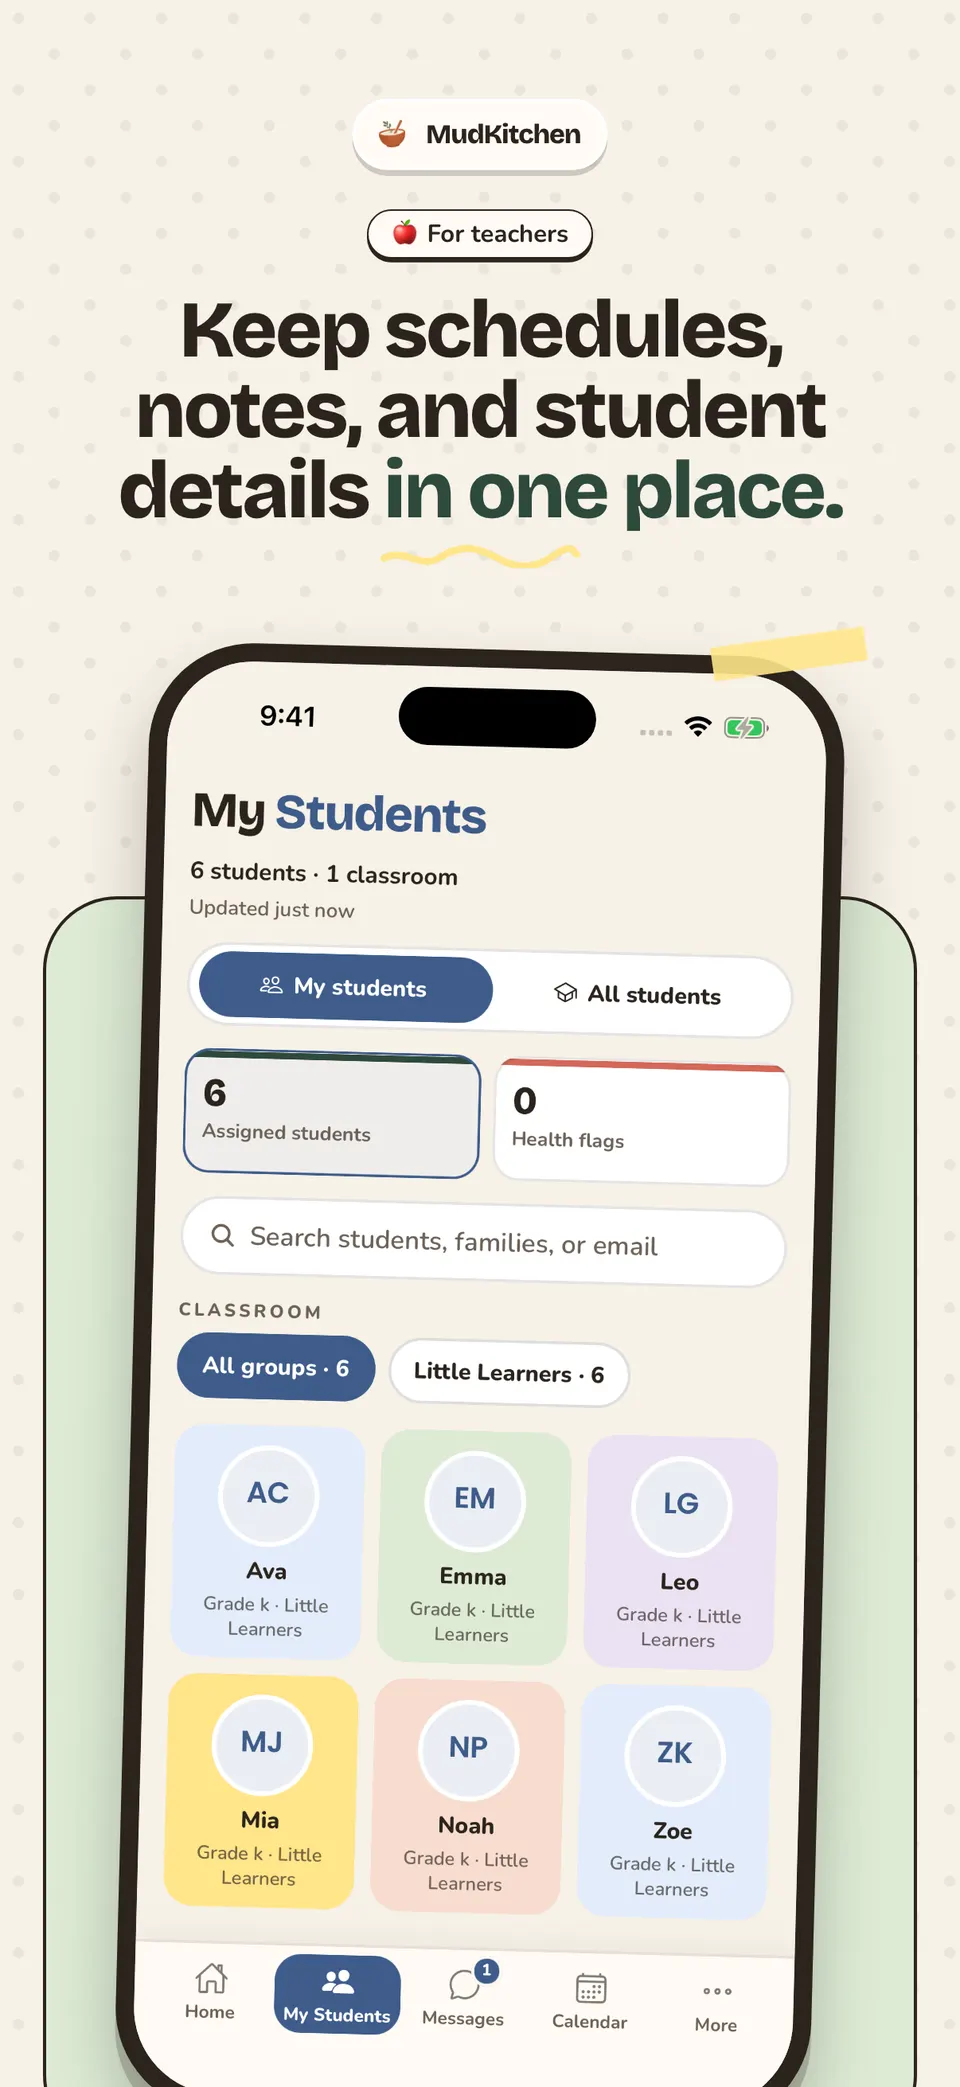 MudKitchen
For teachers
Keep schedules,
notes, and student
details in one place.
9:41
My Students
6 students · 1 classroom
Updated just now
My students
All students
6
Assigned students
0
Health flags
Search students, families, or email
CLASSROOM
All groups · 6
Little Learners · 6
AC
Ava
Grade k · Little
Learners
EM
Emma
Grade k · Little
Learners
LG
Leo
Grade k · Little
Learners
MJ
Mia
Grade k · Little
Learners
NP
Noah
Grade k · Little
Learners
ZK
Zoe
Grade k · Little
Learners
Home
My Students
1
Messages
Calendar
More